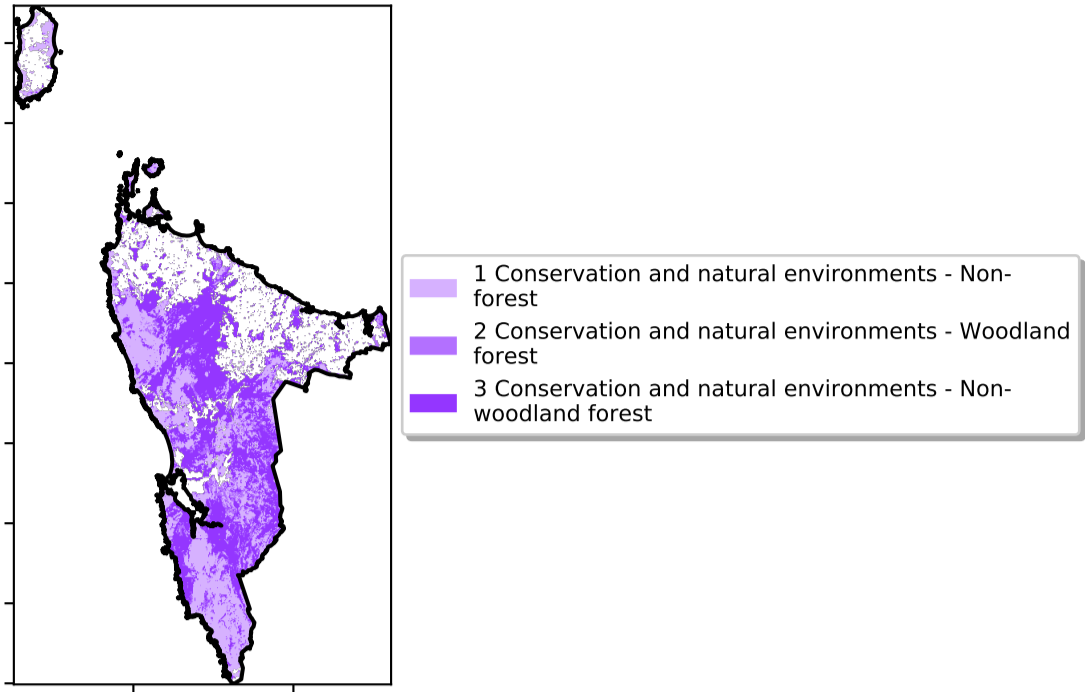 1 Conservation and natural environments - Non-
forest
2 Conservation and natural environments - Woodland
forest
3 Conservation and natural environments - Non-
woodland forest